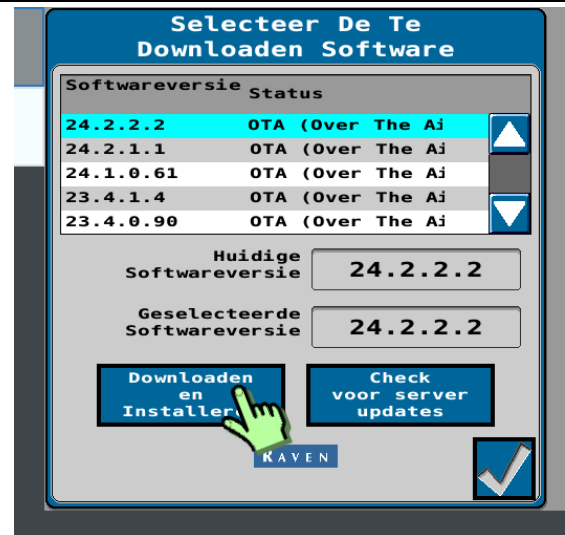 Selecteer De Te
Downloaden Software
Softwareversie Status
24.2.2.2 OTA (Over The Ai
24.2.1.1 OTA (Over The Ai
24.1.0.61 OTA (Over The Ai
23.4.1.4 OTA (Over The Ai
23.4.0.90 OTA (Over The Ai
Huidige
Softwareversie 24.2.2.2
Geselecteerde
Softwareversie 24.2.2.2
Downloaden
en
Installere
Check
voor server
updates
RAVEN